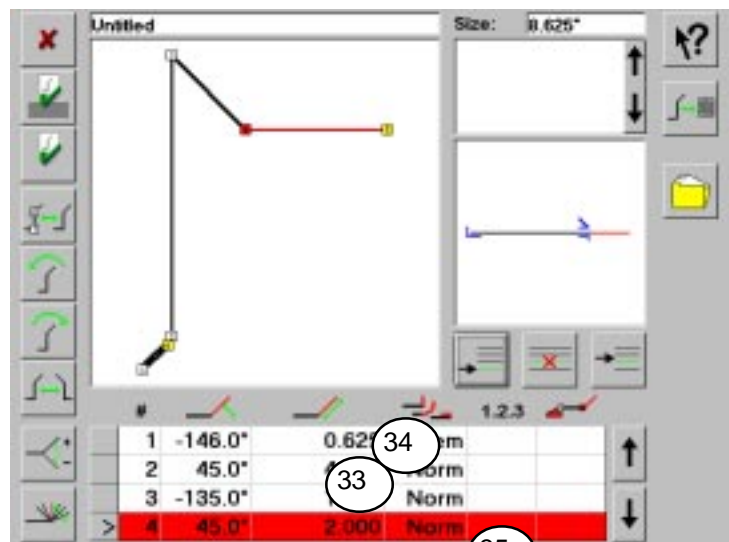 Untitled
Size: 8.625"
?
# 1.2.3
1 -146.0° 0.625
34
2 45.0° Norm
33
3 -135.0° Norm
> 4 45.0° 2.000 Norm